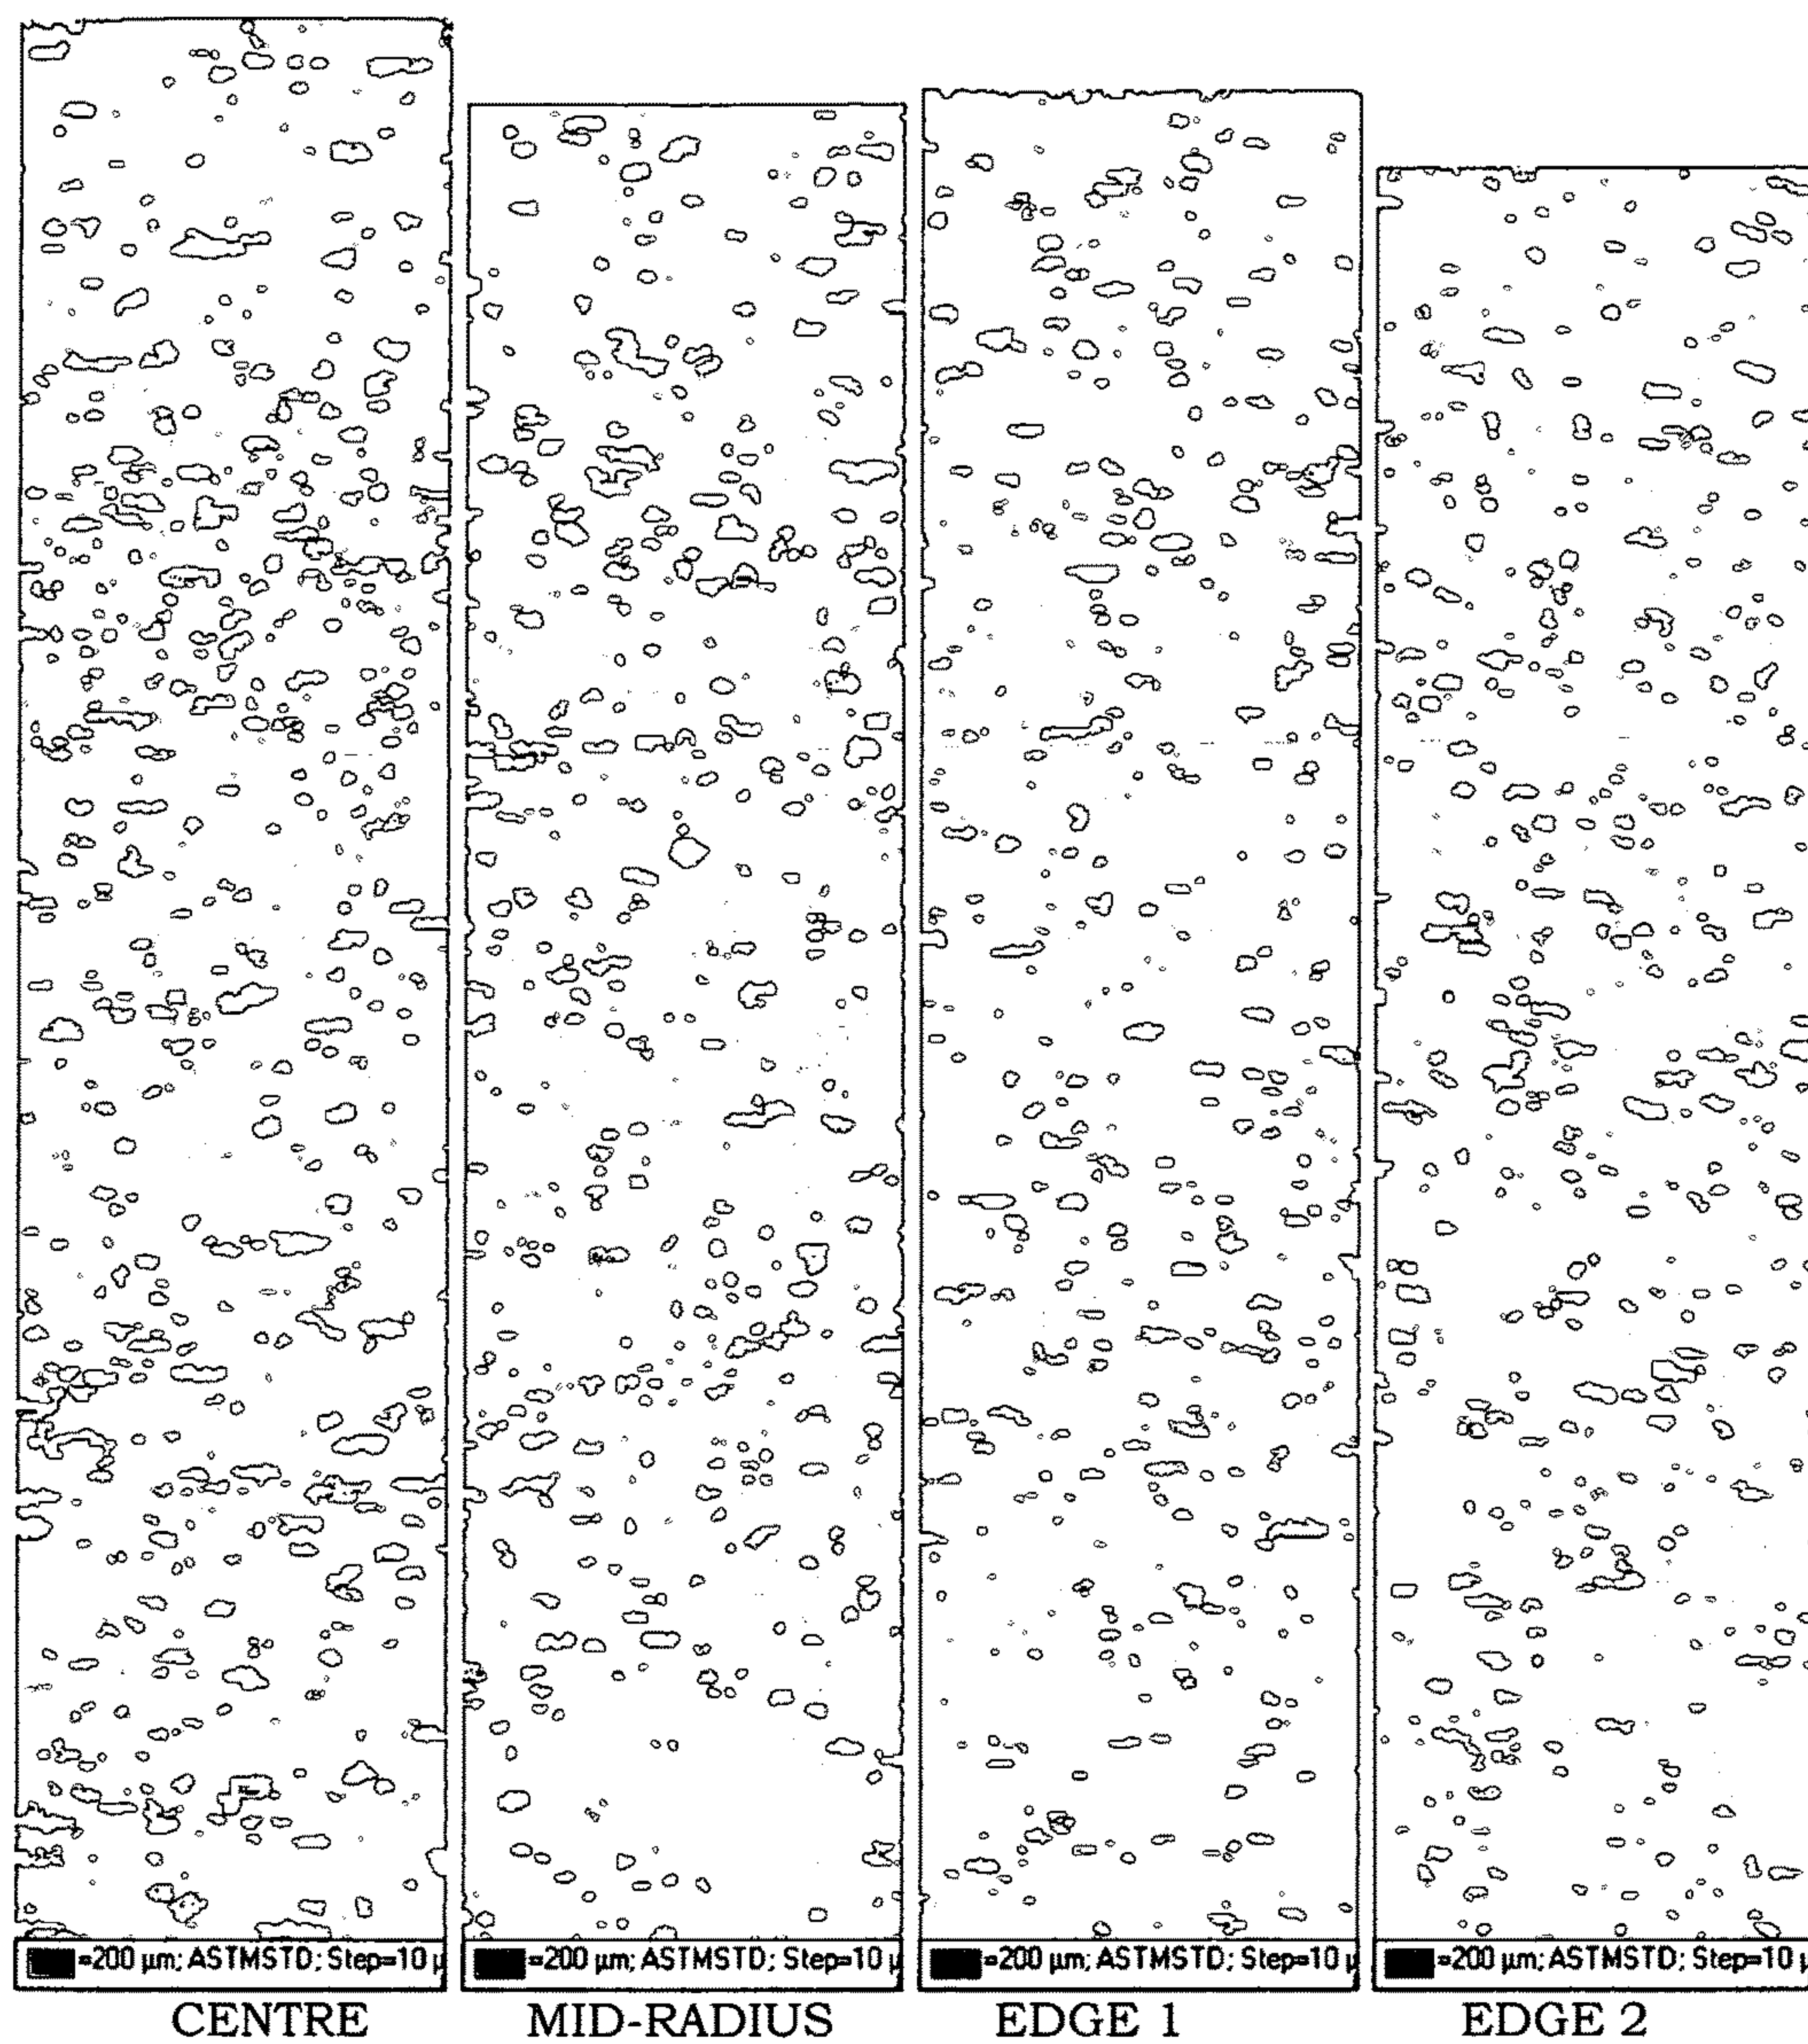 =200 µm; ASTMSTD; Step=10 µ
=200 µm; ASTMSTD; Step=10 µ
=200 µm; ASTMSTD; Step=10 µ
=200 µm; ASTMSTD; Step=10 µ
CENTRE
MID-RADIUS
EDGE 1
EDGE 2